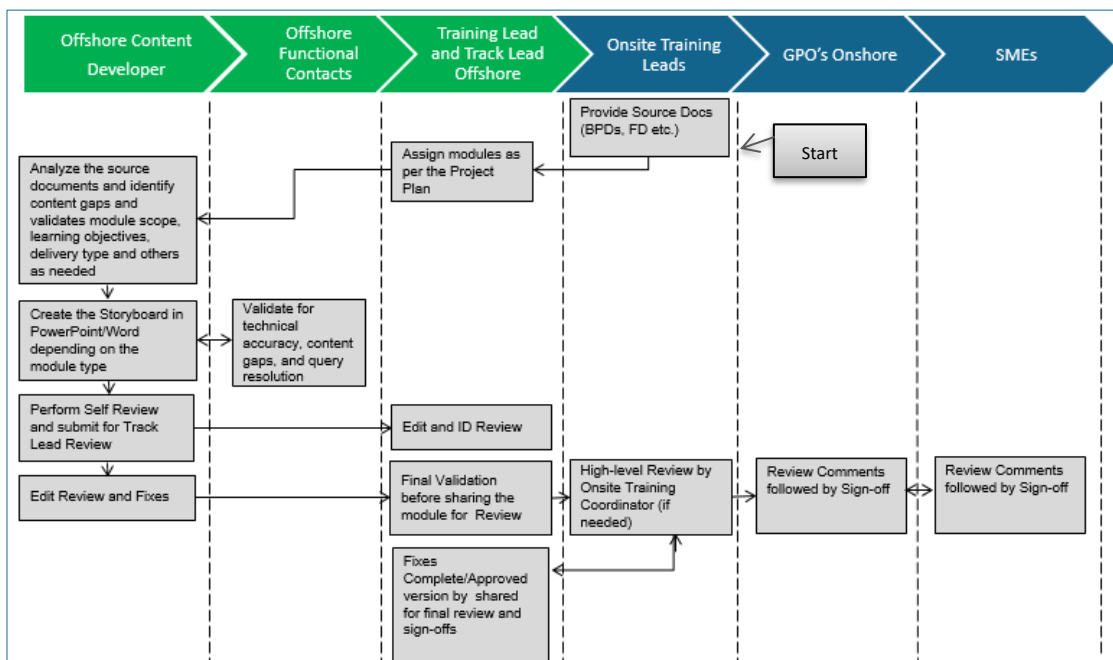 Offshore Content
Developer
Offshore
Functional
Contacts
Training Lead
and Track Lead
Offshore
Onsite Training
Leads
GPO's Onshore
SMEs
Provide Source Docs
(BPDs, FD etc.)
Start
Assign modules as
per the Project
Plan
Analyze the source
documents and identify
content gaps and
validates module scope,
learning objectives,
delivery type and others
as needed
Create the Storyboard in
PowerPoint/Word
depending on the
module type
Validate for
technical
accuracy, content
gaps, and query
resolution
Perform Self Review
and submit for Track
Lead Review
Edit and ID Review
Edit Review and Fixes
Final Validation
before sharing the
module for Review
High-level Review by
Onsite Training
Coordinator (if
needed)
Review Comments
followed by Sign-off
Review Comments
followed by Sign-off
Fixes
Complete/Approved
version by shared
for final review and
sign-offs